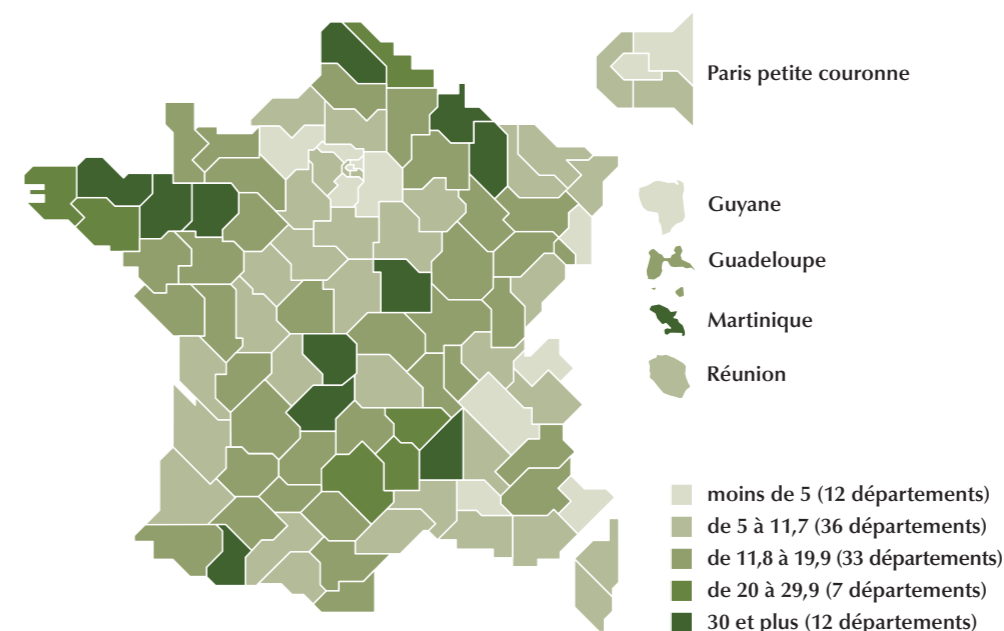 Paris petite couronne
Guyane
Guadeloupe
Martinique
Réunion
moins de 5 (12 départements)
de 5 à 11,7 (36 départements)
de 11,8 à 19,9 (33 départements)
de 20 à 29,9 (7 départements)
30 et plus (12 départements)